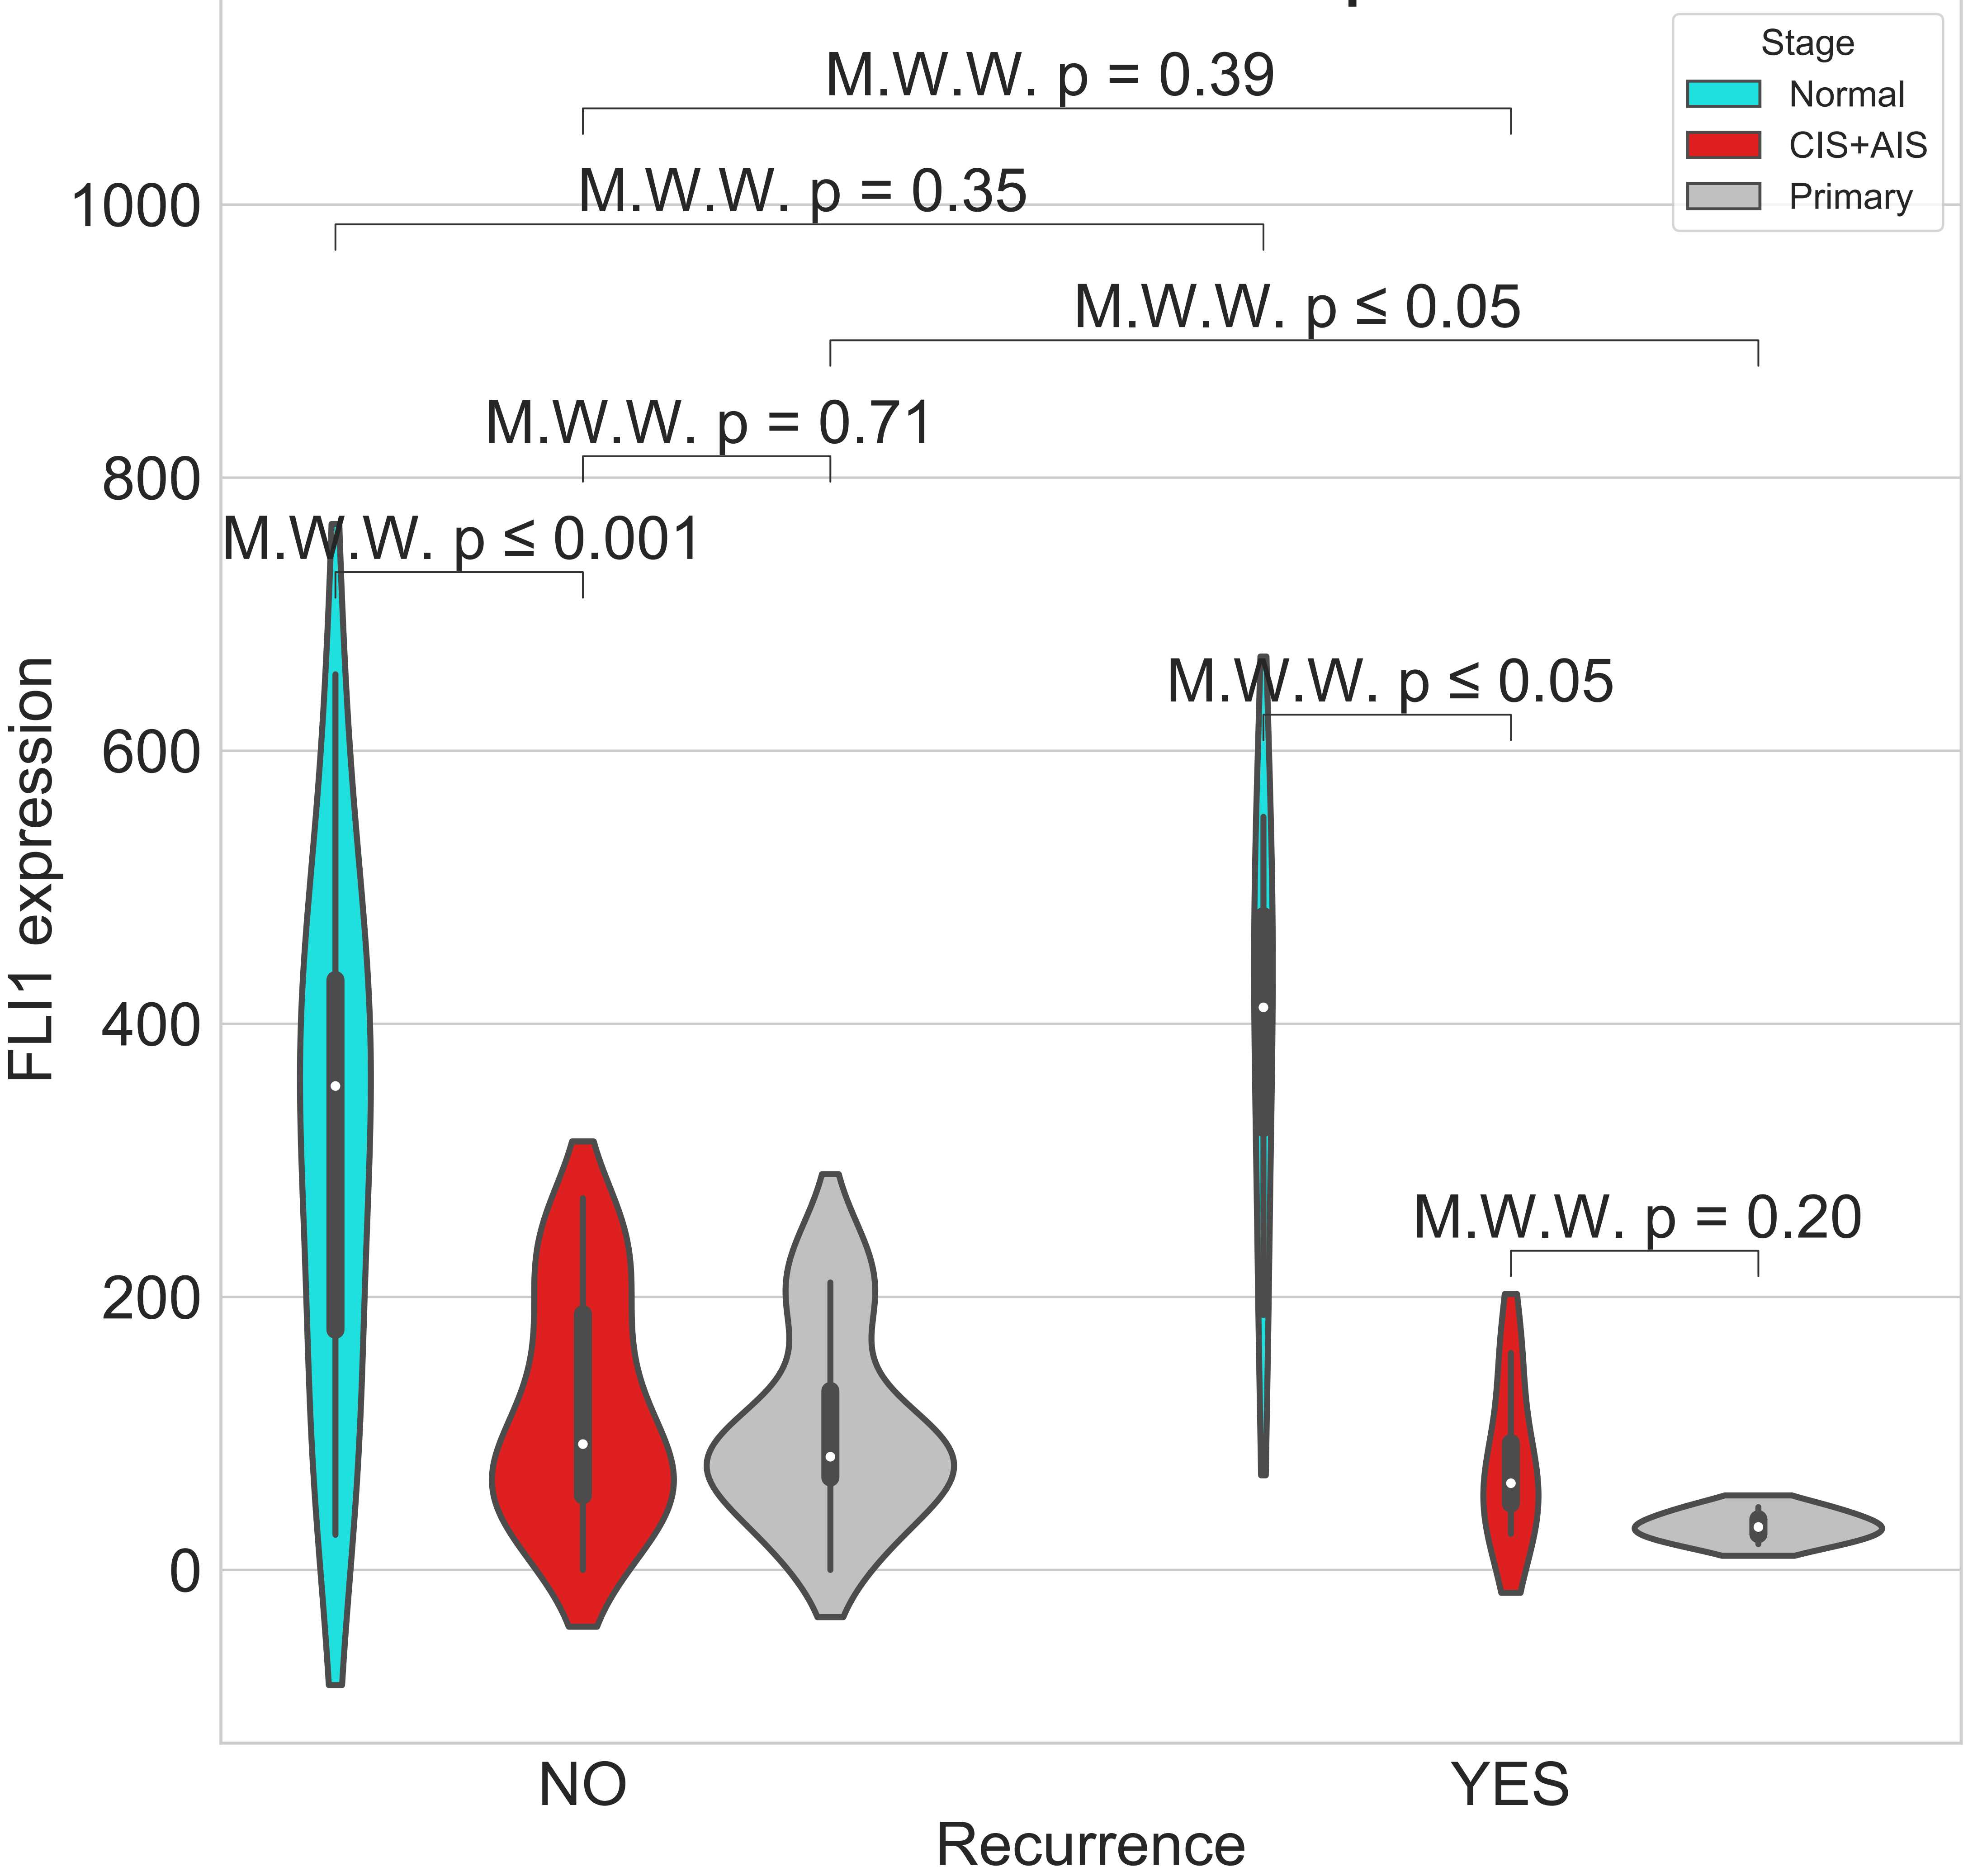 Stage
Normal
CIS+AIS
Primary
M.W.W. p = 0.39
M.W.W. p = 0.35
M.W.W. p ≤ 0.05
M.W.W. p = 0.71
M.W.W. p ≤ 0.001
M.W.W. p ≤ 0.05
M.W.W. p = 0.20
1000
800
600
400
200
0
FLI1 expression
NO
YES
Recurrence